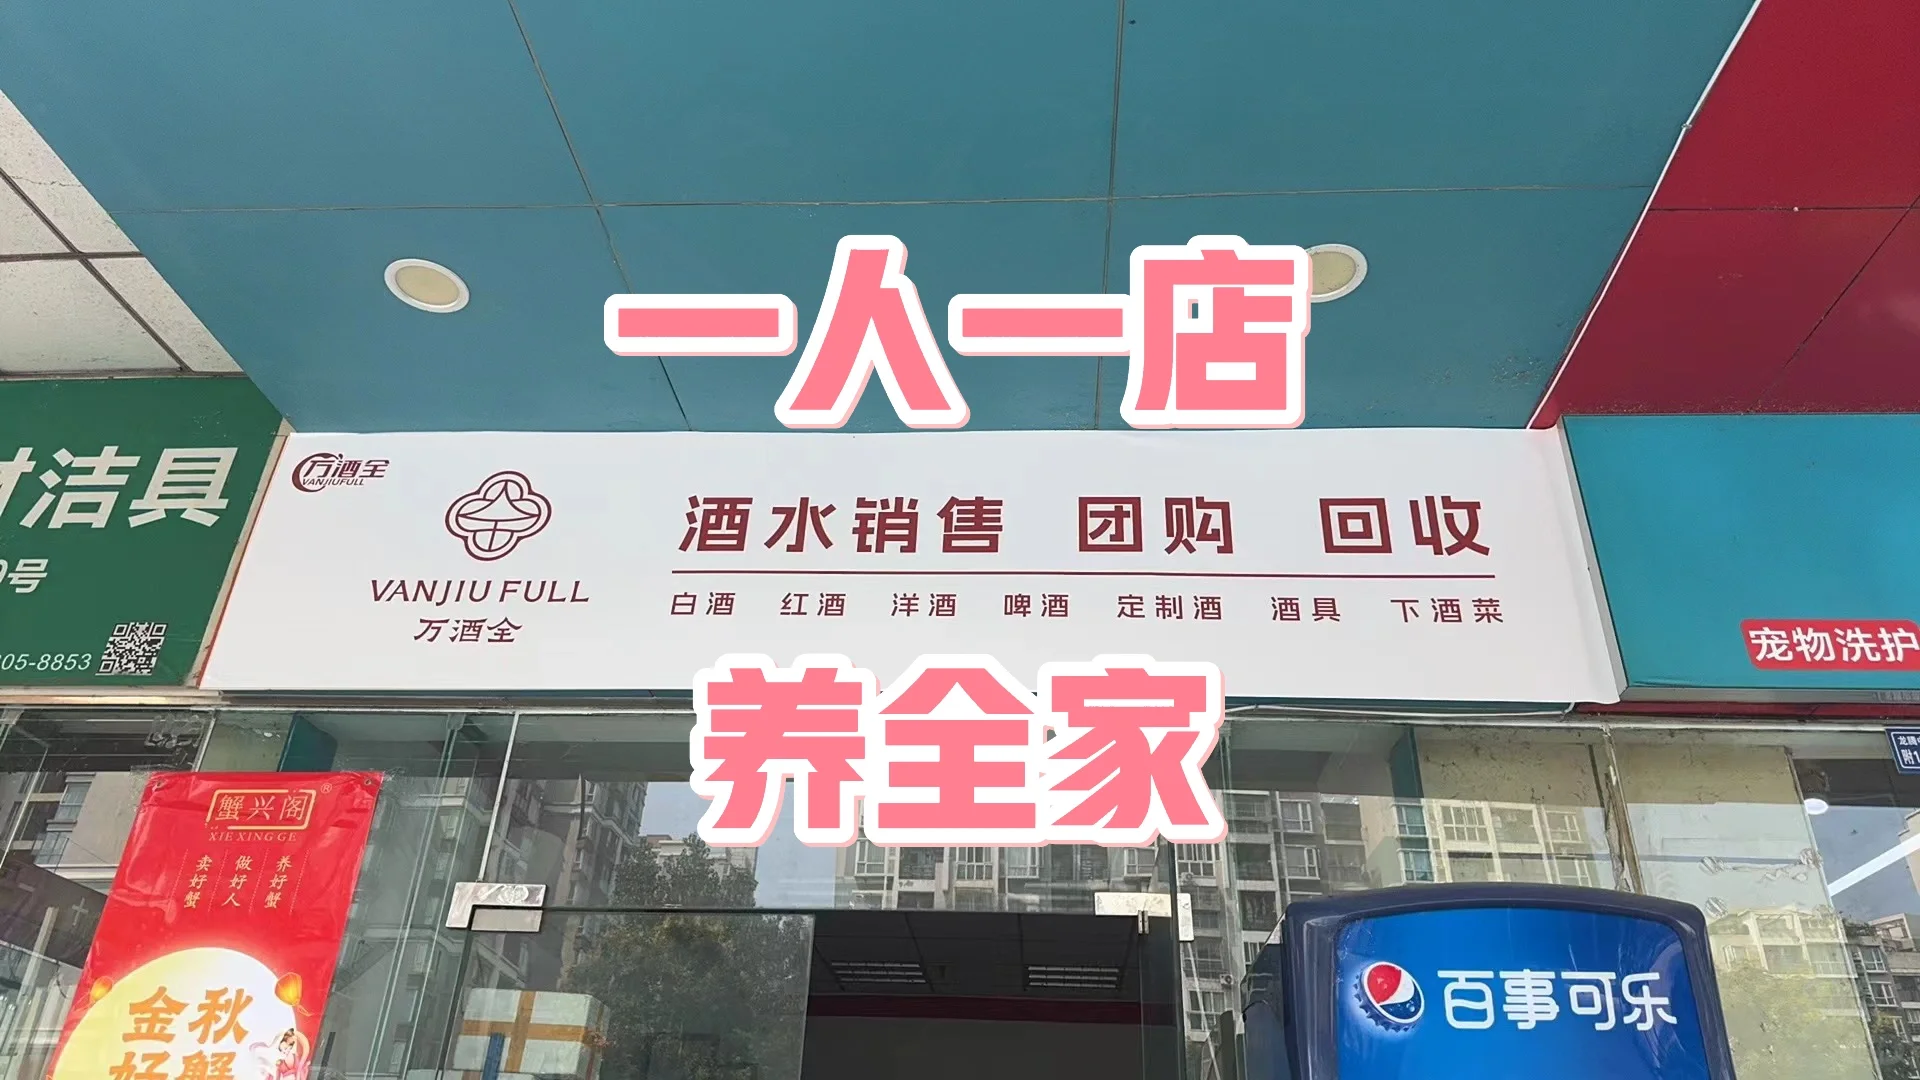 一人一店
洁具
号
05-8853
万酒全
VANJIUFULL
VANJIU FULL
万酒全
酒水销售 团购 回收
白酒 红酒 洋酒 啤酒 定制酒 酒具 下酒菜
宠物洗护
养全家
蟹兴阁®
XIE XING GE
卖好蟹
做好人
养好蟹
金秋
好蟹
百事可乐